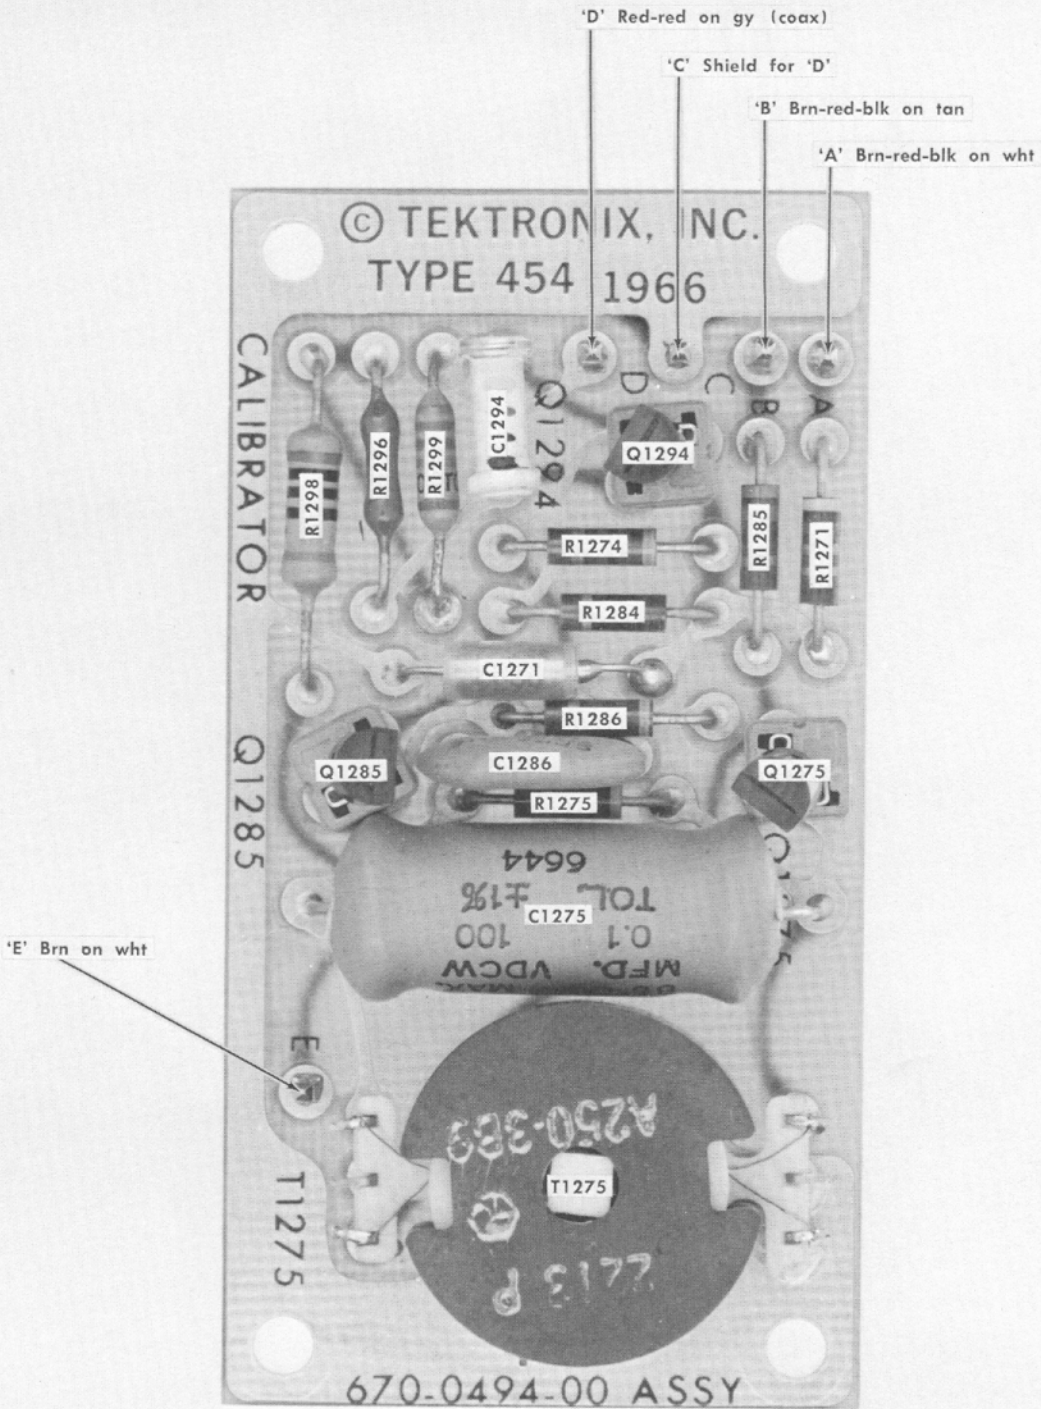 'D' Red-red on gy (coax)
'C' Shield for 'D'
'B' Brn-red-blk on tan
'A' Brn-red-blk on wht
© TEKTRONIX, INC.
TYPE 454 1966
CALIBRATOR
D
C
B
A
Q1294
C1294
Q1294
R1298
R1296
R1299
R1274
R1285
R1271
R1284
C1271
R1286
Q1285
Q1285
C1286
Q1275
R1275
6644
TOL ±1%
C1275
0.1 100
MFD. VDCW
'E' Brn on wht
E
A250-3B9
T1275
T1275
2213 P
670-0494-00 ASSY